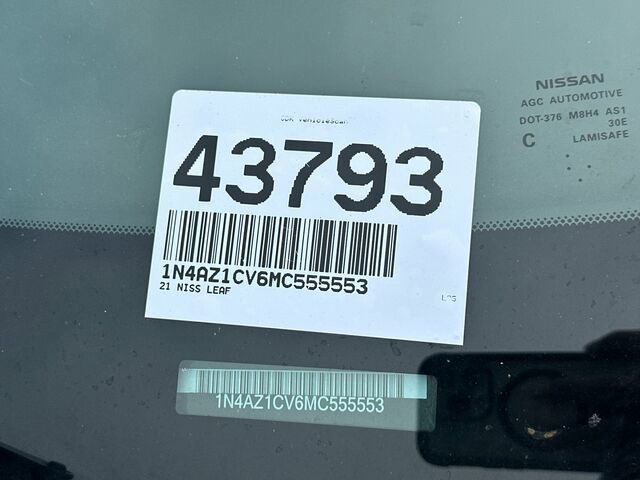 NISSAN
AGC AUTOMOTIVE
DOT-376 M8H4 AS1
30E
C LAMISAFE
43793
1N4AZ1CV6MC555553
21 NISS LEAF
1N4AZ1CV6MC555553